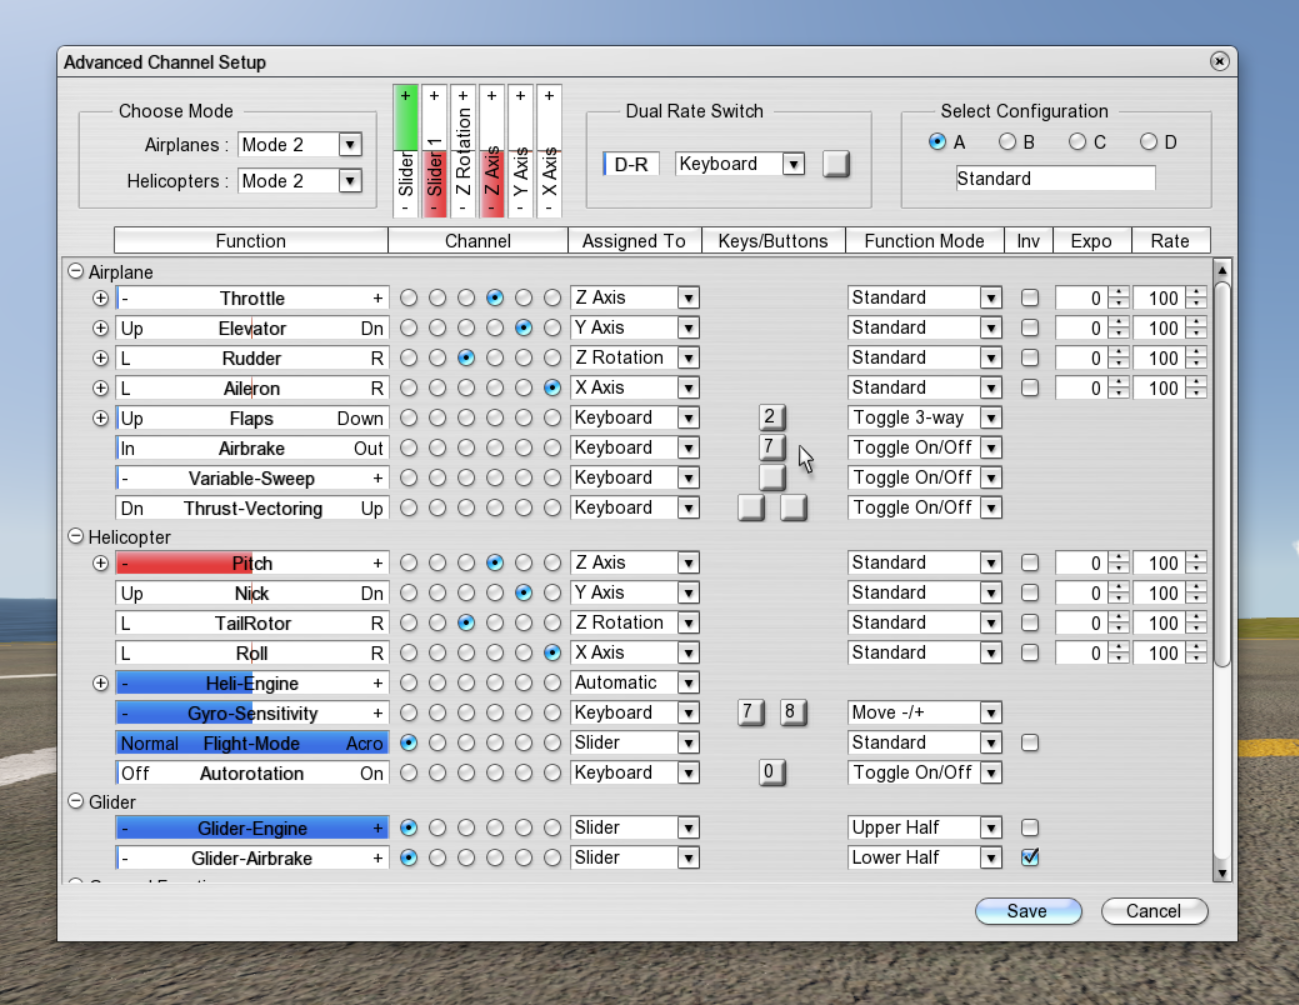 Advanced Channel Setup
Choose Mode
Airplanes : Mode 2
Helicopters : Mode 2
- Slider +
- Slider 1 +
- Z Rotation +
- Z Axis +
- Y Axis +
- X Axis +
Dual Rate Switch
D-R Keyboard
Select Configuration
A B C D
Standard
Function Channel Assigned To Keys/Buttons Function Mode Inv Expo Rate
Airplane
- Throttle + Z Axis Standard 0 100
Up Elevator Dn Y Axis Standard 0 100
L Rudder R Z Rotation Standard 0 100
L Aileron R X Axis Standard 0 100
Up Flaps Down Keyboard 2 Toggle 3-way
In Airbrake Out Keyboard 7 Toggle On/Off
- Variable-Sweep + Keyboard Toggle On/Off
Dn Thrust-Vectoring Up Keyboard Toggle On/Off
Helicopter
- Pitch + Z Axis Standard 0 100
Up Nick Dn Y Axis Standard 0 100
L TailRotor R Z Rotation Standard 0 100
L Roll R X Axis Standard 0 100
- Heli-Engine + Automatic
- Gyro-Sensitivity + Keyboard 7 8 Move -/+
Normal Flight-Mode Acro Slider Standard
Off Autorotation On Keyboard 0 Toggle On/Off
Glider
- Glider-Engine + Slider Upper Half
- Glider-Airbrake + Slider Lower Half
Save Cancel